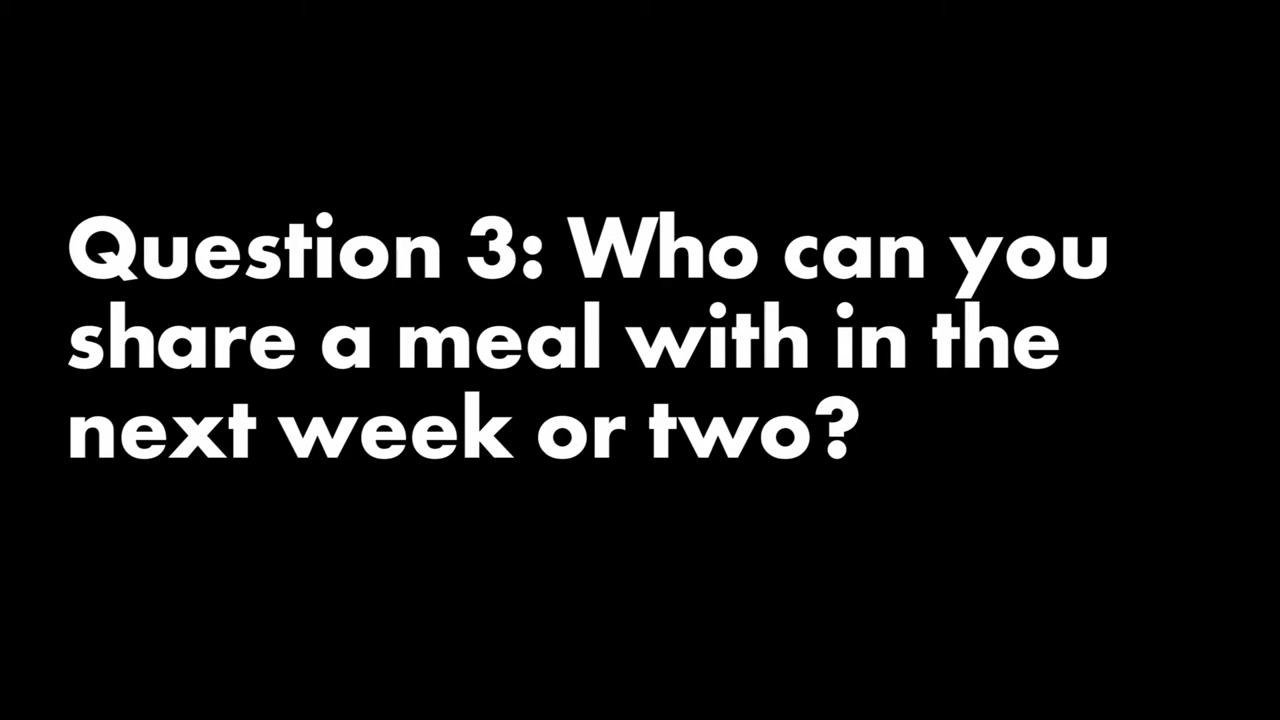 Question 3: Who can you
share a meal with in the
next week or two?